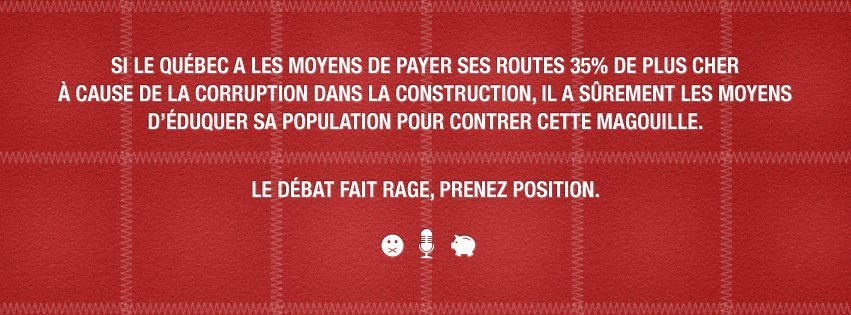 SI LE QUÉBEC A LES MOYENS DE PAYER SES ROUTES 35% DE PLUS CHER
À CAUSE DE LA CORRUPTION DANS LA CONSTRUCTION, IL A SÛREMENT LES MOYENS
D'ÉDUQUER SA POPULATION POUR CONTRER CETTE MAGOUILLE.
LE DÉBAT FAIT RAGE, PRENEZ POSITION.